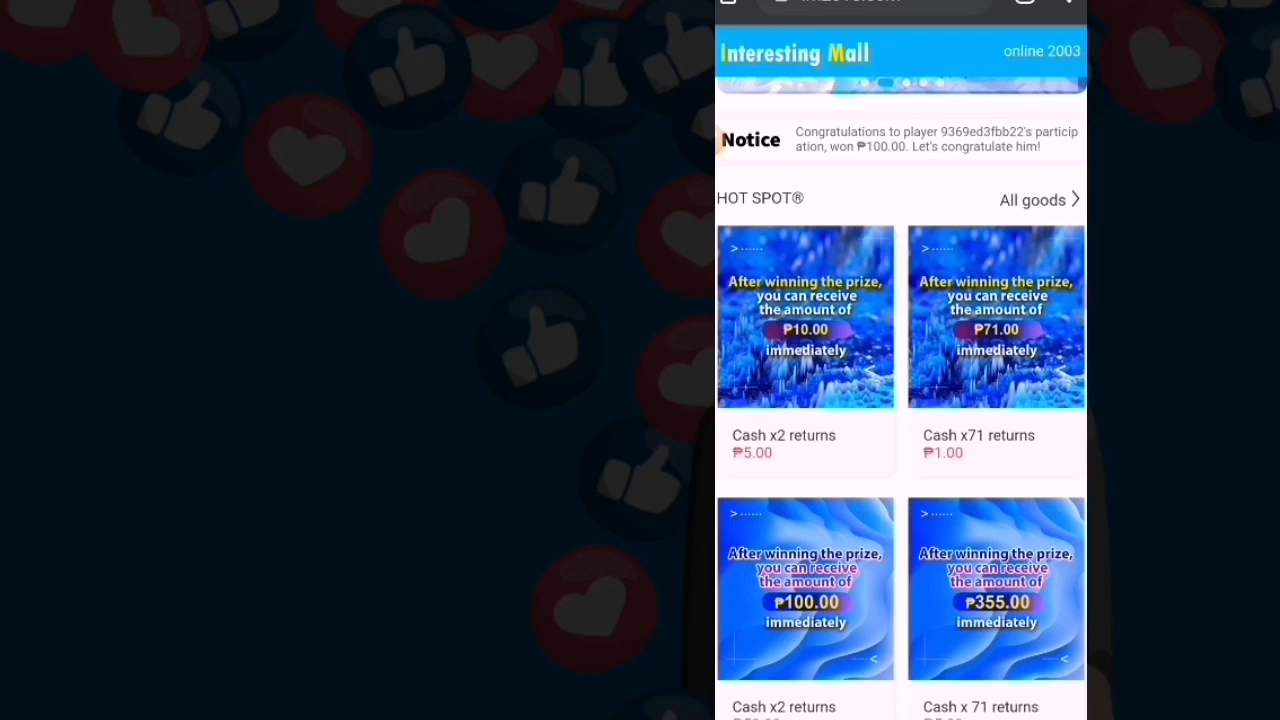 Interesting Mall
online 2003
Notice
Congratulations to player 9369ed3fbb22's particip
ation, won ₱100.00. Let's congratulate him!
HOT SPOT®
All goods
After winning the prize,
you can receive
the amount of
₱10.00
immediately
Cash x2 returns
₱5.00
After winning the prize,
you can receive
the amount of
₱71.00
immediately
Cash x71 returns
₱1.00
After winning the prize,
you can receive
the amount of
₱100.00
immediately
Cash x2 returns
After winning the prize,
you can receive
the amount of
₱355.00
immediately
Cash x 71 returns